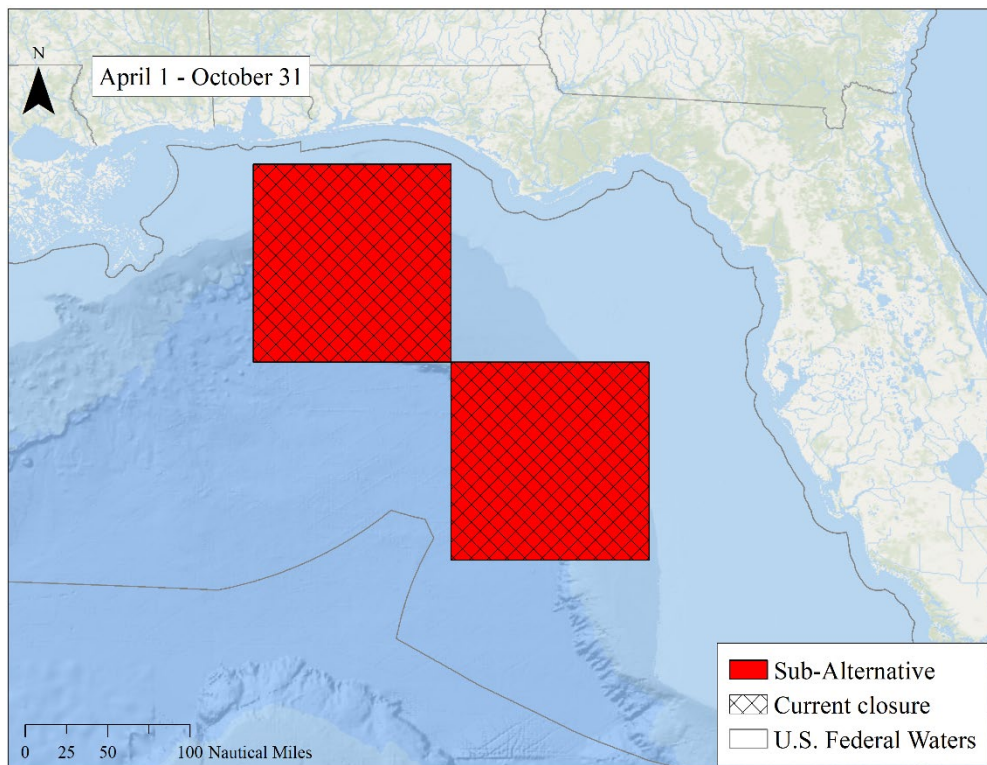 N
April 1 - October 31
Sub-Alternative
Current closure
U.S. Federal Waters
0 25 50 100 Nautical Miles